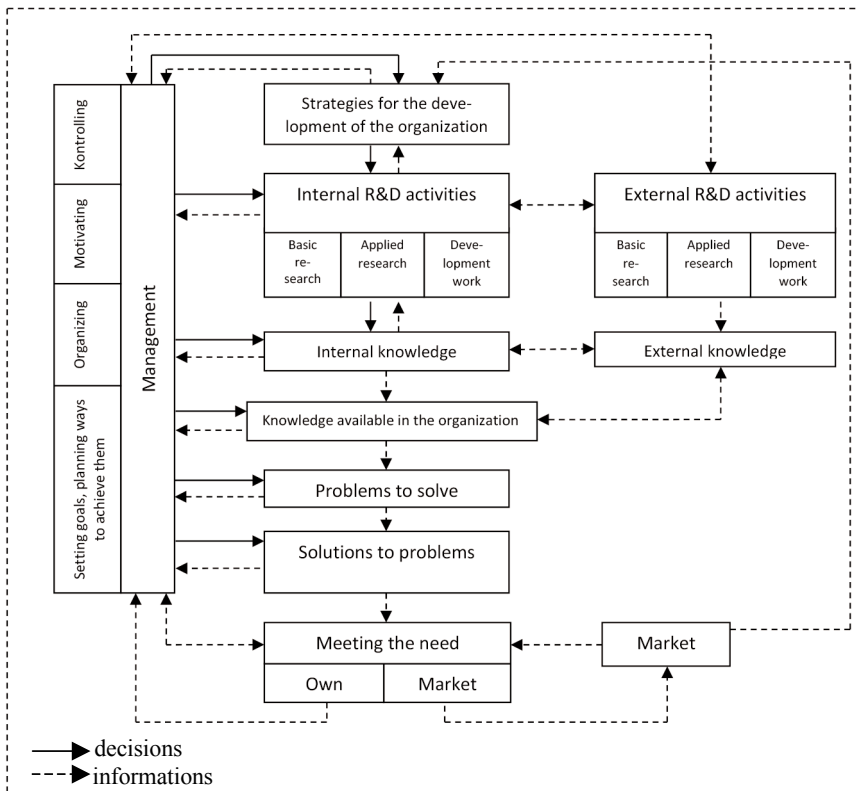 Kontrolling
Motivating
Organizing
Setting goals, planning ways
to achieve them
Management
Strategies for the deve-
lopment of the organization
Internal R&D activities
Basic
re-
search
Applied
research
Deve-
lopment
work
External R&D activities
Basic
re-
search
Applied
research
Deve-
lopment
work
Internal knowledge
External knowledge
Knowledge available in the organization
Problems to solve
Solutions to problems
Meeting the need
Own
Market
Market
decisions
informations